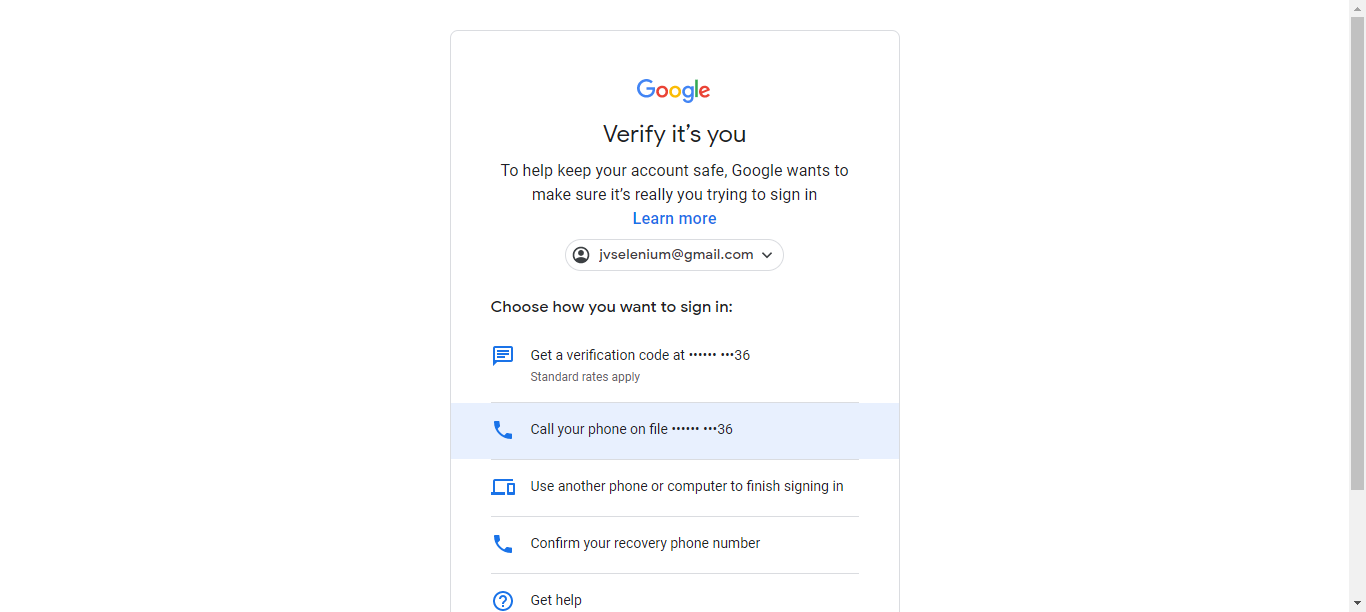 Google
Verify it’s you
To help keep your account safe, Google wants to
make sure it’s really you trying to sign in
Learn more
jvselenium@gmail.com
Choose how you want to sign in:
Get a verification code at •••••• •••36
Standard rates apply
Call your phone on file •••••• •••36
Use another phone or computer to finish signing in
Confirm your recovery phone number
Get help